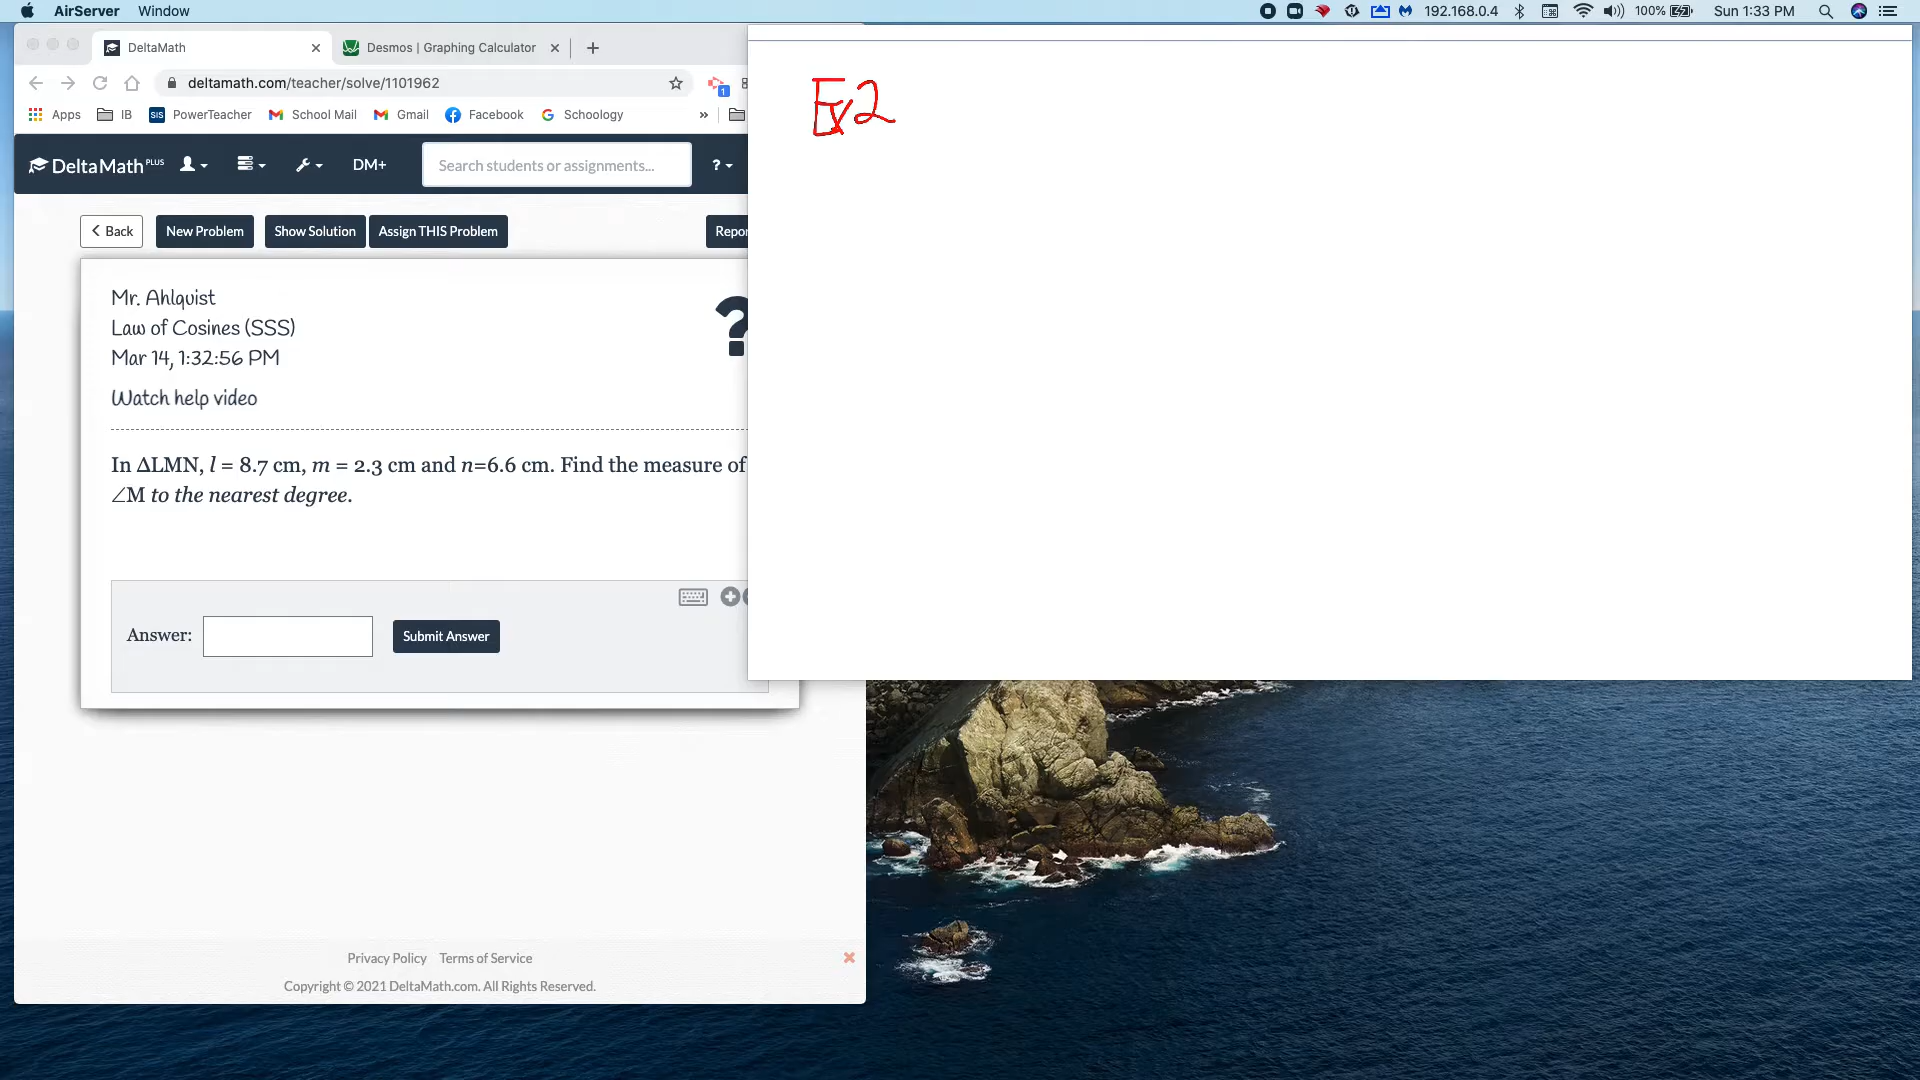 AirServer Window
192.168.0.4 100% Sun 1:33 PM
DeltaMath Desmos | Graphing Calculator
deltamath.com/teacher/solve/1101962 1
Apps IB SIS PowerTeacher School Mail Gmail Facebook Schoology »
DeltaMath PLUS DM+ Search students or assignments... ?
Back New Problem Show Solution Assign THIS Problem Repor
Mr. Ahlquist
Law of Cosines (SSS)
Mar 14, 1:32:56 PM
Watch help video
?
In ΔLMN, l = 8.7 cm, m = 2.3 cm and n=6.6 cm. Find the measure of
∠M to the nearest degree.
Answer: Submit Answer
Privacy Policy Terms of Service
Copyright © 2021 DeltaMath.com. All Rights Reserved.
Ex2